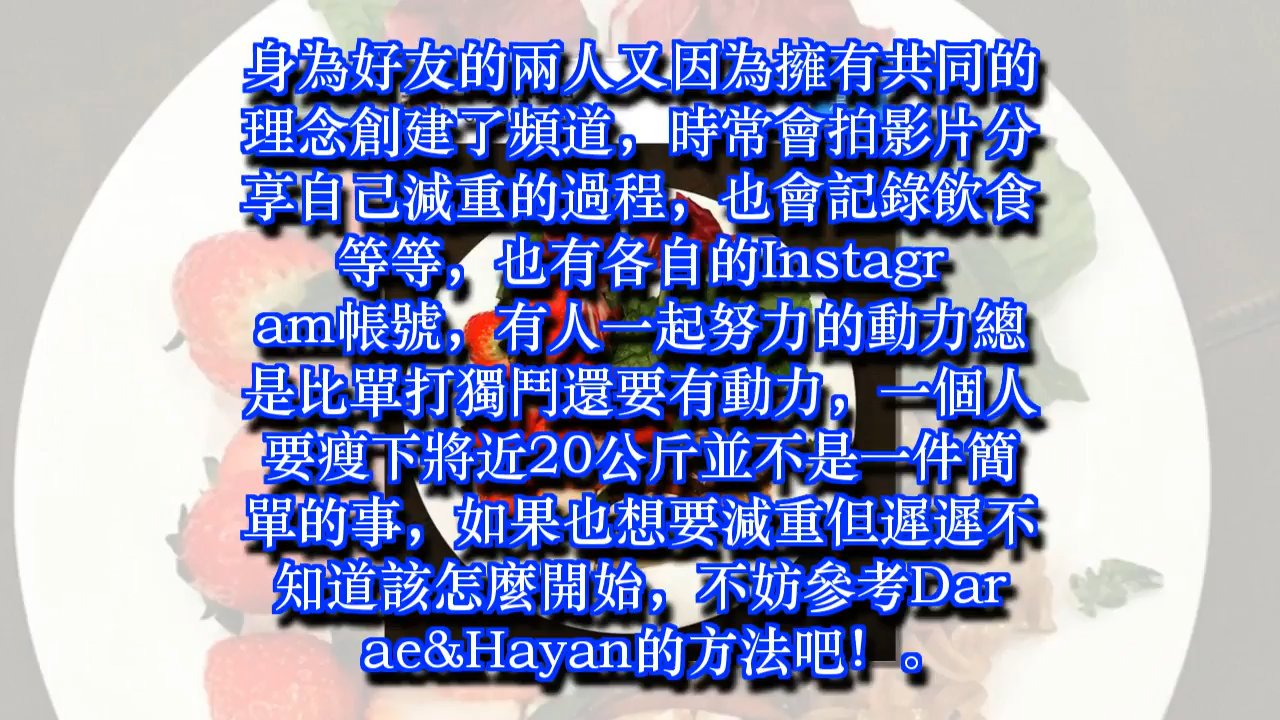 身為好友的兩人又因為擁有共同的
理念創建了頻道，時常會拍影片分
享自己減重的過程，也會記錄飲食
等等，也有各自的Instagr
am帳號，有人一起努力的動力總
是比單打獨鬥還要有動力，一個人
要瘦下將近20公斤並不是一件簡
單的事，如果也想要減重但遲遲不
知道該怎麼開始，不妨參考Dar
ae&Hayan的方法吧！。